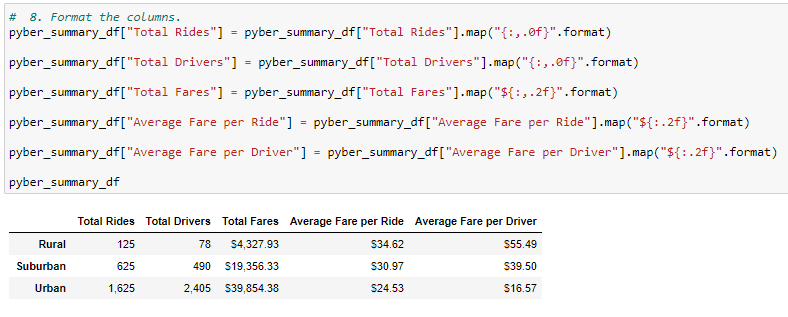 #  8. Format the columns.
pyber_summary_df["Total Rides"] = pyber_summary_df["Total Rides"].map("{:,.0f}".format)
pyber_summary_df["Total Drivers"] = pyber_summary_df["Total Drivers"].map("{:,.0f}".format)
pyber_summary_df["Total Fares"] = pyber_summary_df["Total Fares"].map("${:,.2f}".format)
pyber_summary_df["Average Fare per Ride"] = pyber_summary_df["Average Fare per Ride"].map("${:.2f}".format)
pyber_summary_df["Average Fare per Driver"] = pyber_summary_df["Average Fare per Driver"].map("${:.2f}".format)
pyber_summary_df
Total Rides Total Drivers Total Fares Average Fare per Ride Average Fare per Driver
Rural 125 78 $4,327.93 $34.62 $55.49
Suburban 625 490 $19,356.33 $30.97 $39.50
Urban 1,625 2,405 $39,854.38 $24.53 $16.57